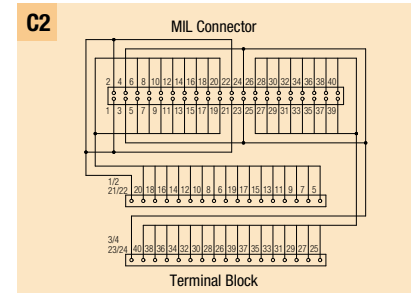 C2
MIL Connector
2 4 6 8 10 12 14 16 18 20 22 24 26 28 30 32 34 36 38 40
1 3 5 7 9 11 13 15 17 19 21 23 25 27 29 31 33 35 37 39
1/2
21/22 20 18 16 14 12 10 8 6 19 17 15 13 11 9 7 5
3/4
23/24 40 38 36 34 32 30 28 26 39 37 35 33 31 29 27 25
Terminal Block